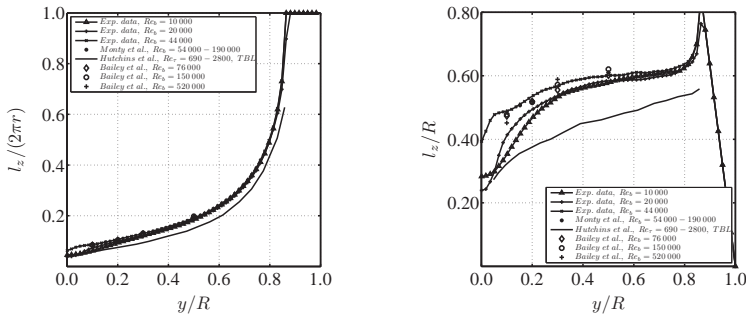 1.0
0.8
0.6
0.4
0.2
0.0 0.2 0.4 0.6 0.8 1.0
l_z/(2πr)
y/R
Exp. data, Re_b = 10 000
Exp. data, Re_b = 20 000
Exp. data, Re_b = 44 000
Monty et al., Re_b = 54 000 − 190 000
Hutchins et al., Re_τ = 690 − 2800, TBL
Bailey et al., Re_b = 76 000
Bailey et al., Re_b = 150 000
Bailey et al., Re_b = 520 000
0.80
0.60
0.40
0.20
0.0 0.2 0.4 0.6 0.8 1.0
l_z/R
y/R
Exp. data, Re_b = 10 000
Exp. data, Re_b = 20 000
Exp. data, Re_b = 44 000
Monty et al., Re_b = 54 000 − 190 000
Hutchins et al., Re_τ = 690 − 2800, TBL
Bailey et al., Re_b = 76 000
Bailey et al., Re_b = 150 000
Bailey et al., Re_b = 520 000